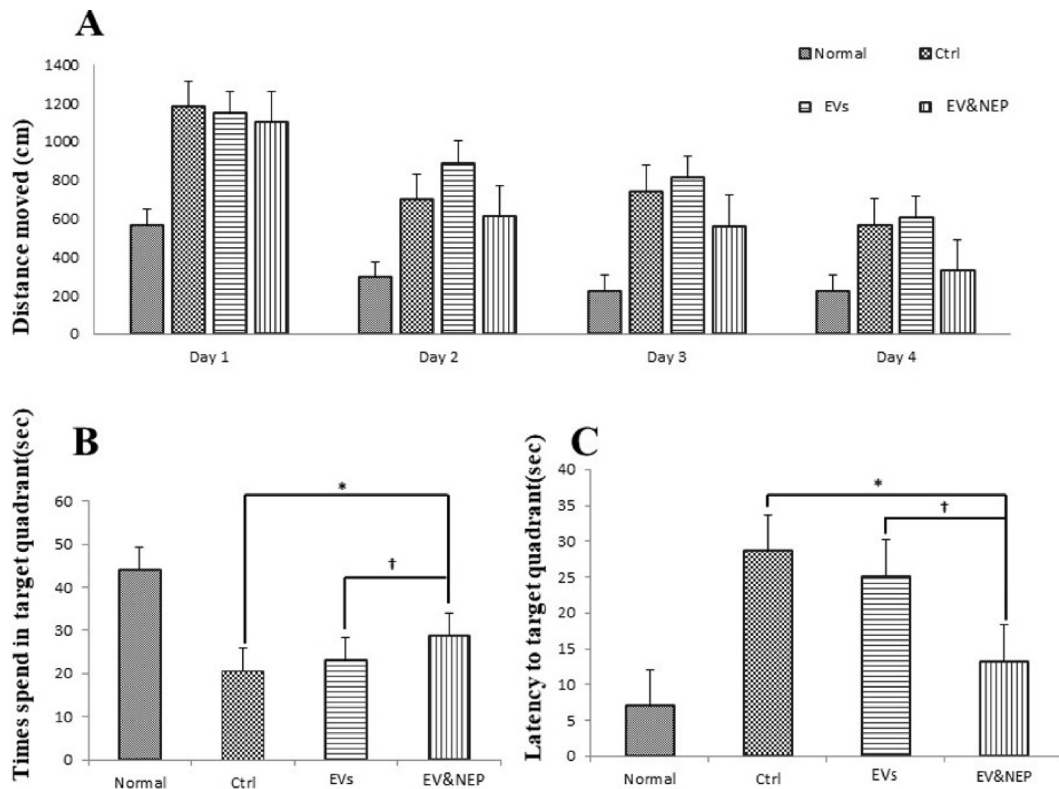 A
Normal Ctrl
EVs EV&NEP
Distance moved (cm)
1400
1200
1000
800
600
400
200
0
Day 1 Day 2 Day 3 Day 4
B
Times spend in target quadrant(sec)
60
50
40
30
20
10
0
*
†
Normal Ctrl EVs EV&NEP
C
Latency to target quadrant(sec)
40
35
30
25
20
15
10
5
0
*
†
Normal Ctrl EVs EV&NEP